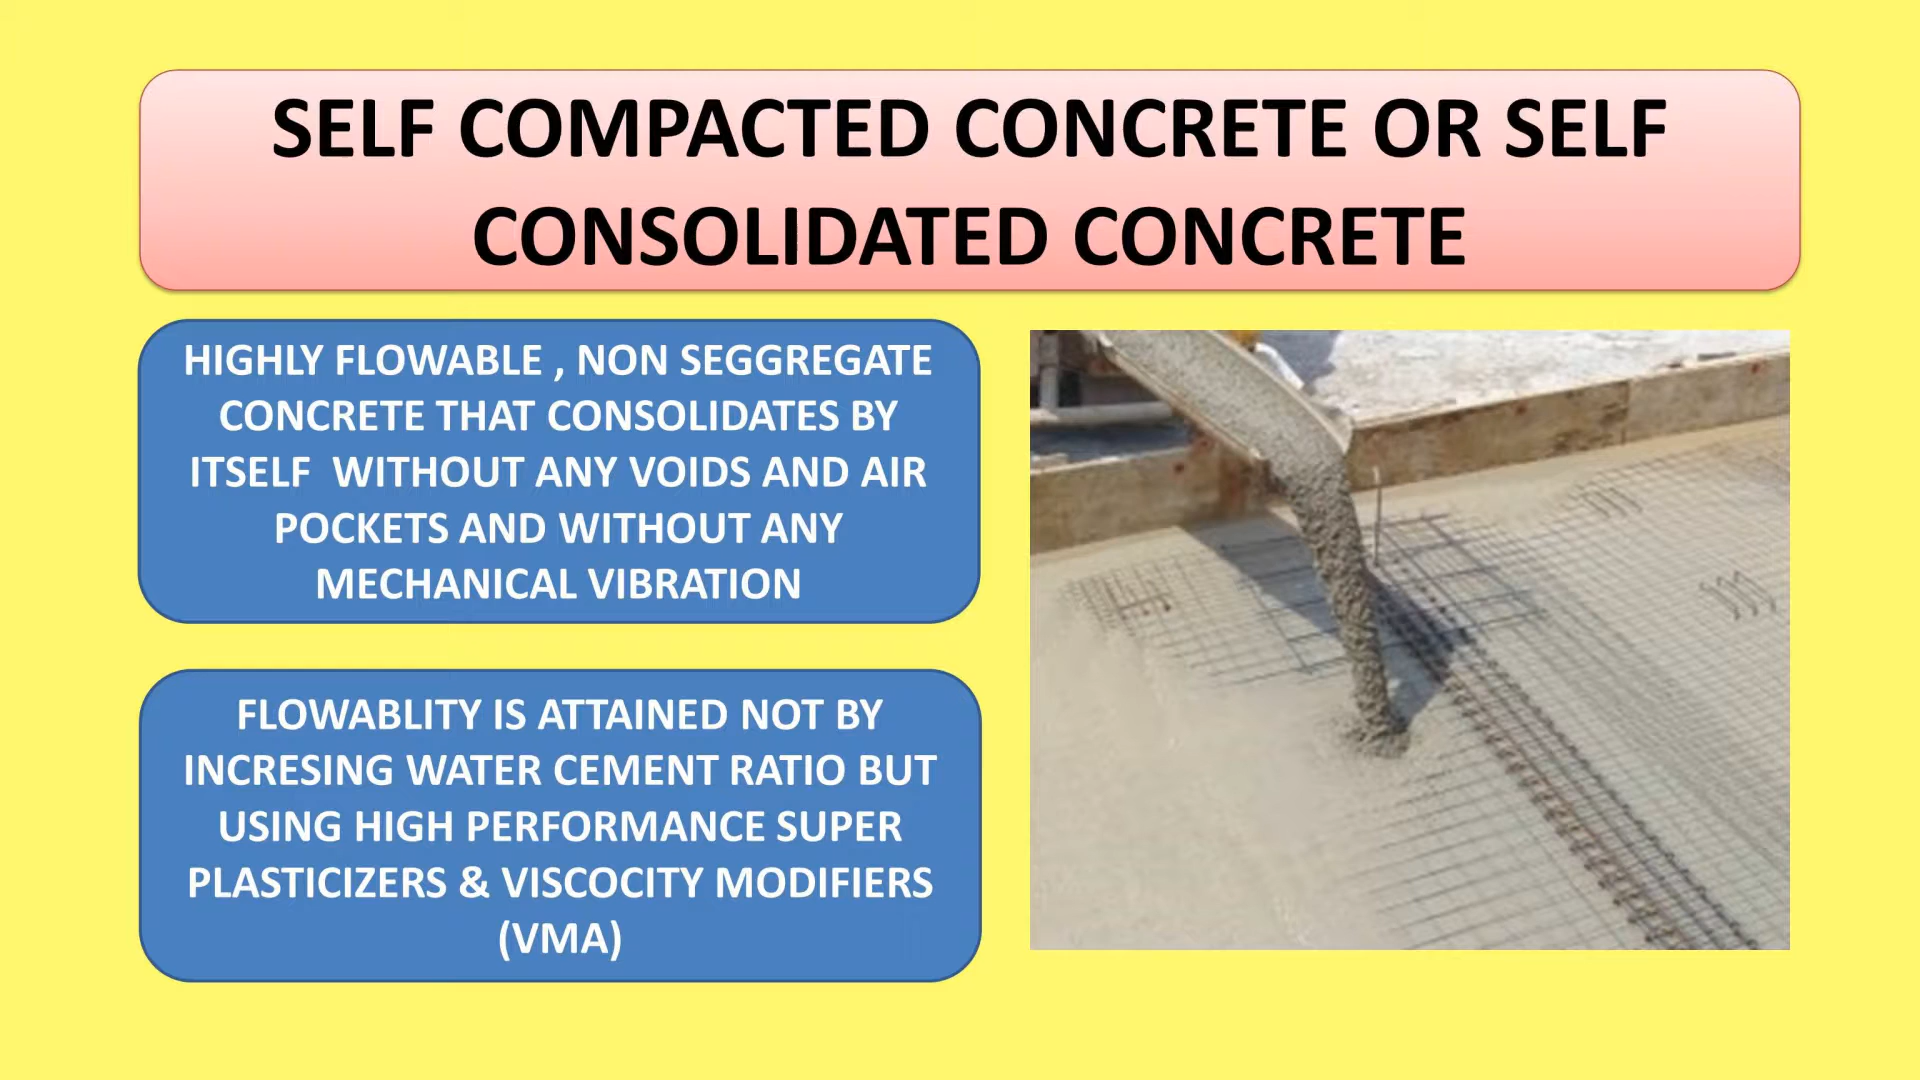 SELF COMPACTED CONCRETE OR SELF
CONSOLIDATED CONCRETE
HIGHLY FLOWABLE , NON SEGGREGATE
CONCRETE THAT CONSOLIDATES BY
ITSELF  WITHOUT ANY VOIDS AND AIR
POCKETS AND WITHOUT ANY
MECHANICAL VIBRATION
FLOWABLITY IS ATTAINED NOT BY
INCRESING WATER CEMENT RATIO BUT
USING HIGH PERFORMANCE SUPER
PLASTICIZERS & VISCOCITY MODIFIERS
(VMA)